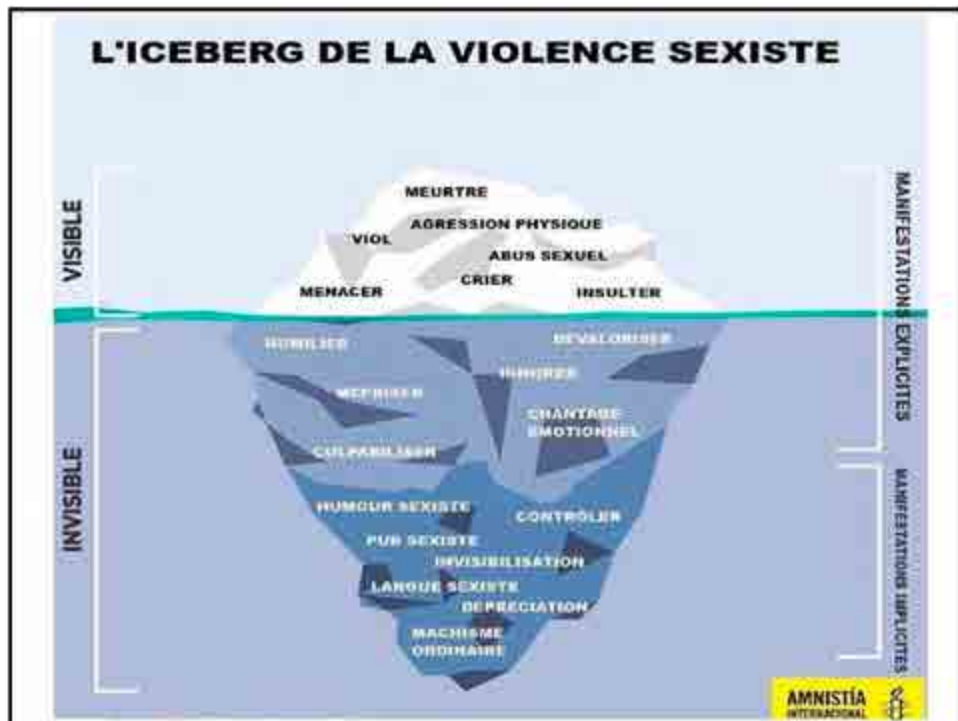 L'ICEBERG DE LA VIOLENCE SEXISTE
VISIBLE
MEURTRE
AGRESSION PHYSIQUE
VIOL
ABUS SEXUEL
CRIER
MENACER
INSULTER
MANIFESTATIONS EXPLICITES
INVISIBLE
HUMILIER
DEVALORISER
IGNORER
MEPRISER
CHANTAGE
EMOTIONNEL
CULPABILISER
HUMOUR SEXISTE
CONTRÔLER
PUB SEXISTE
INVISIBILISATION
LANGUE SEXISTE
DEPRECIATION
MACHISME
ORDINAIRE
MANIFESTATIONS IMPLICITES
AMNISTÍA
INTERNACIONAL